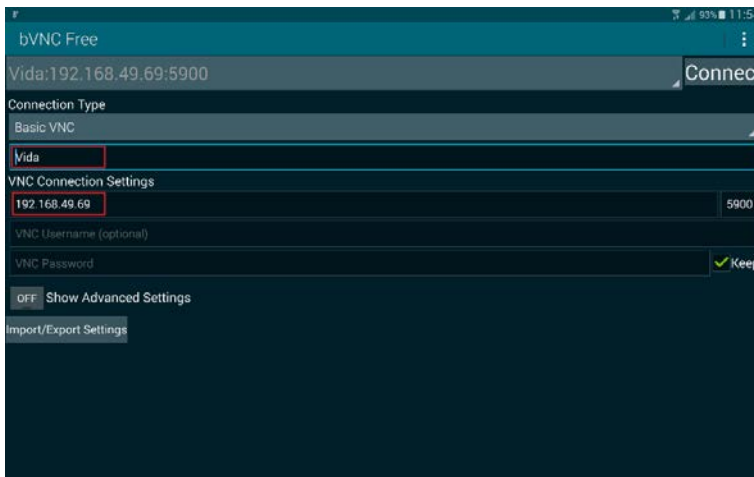 93% 11:5
bVNC Free
Vida:192.168.49.69:5900
Connec
Connection Type
Basic VNC
Vida
VNC Connection Settings
192.168.49.69 5900
VNC Username (optional)
VNC Password Keep
OFF Show Advanced Settings
Import/Export Settings